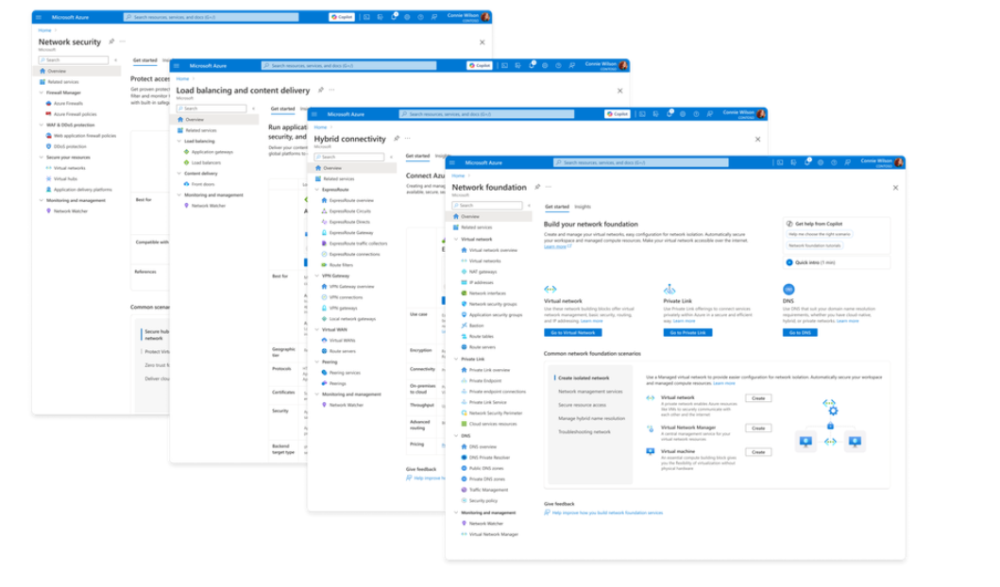 Microsoft Azure
Search resources, services, and docs (G+/)
Copilot
Connie Wilson
CONTOSO
Home
Network security
Microsoft
Search
Get started
Overview
Related services
Firewall Manager
Azure Firewalls
Azure Firewall policies
WAF & DDoS protection
Web application firewall policies
DDoS protection
Secure your resources
Virtual networks
Virtual hubs
Application delivery platforms
Monitoring and management
Network Watcher
Protect acces
Get proven protec
filter and monitor
with built-in safegu
Best for
Compatible with
References
Common scenar
Secure hub
network
Protect Virtu
Zero trust
Deliver clou
Microsoft Azure
Search resources, services, and docs (G+/)
Copilot
Connie Wilson
CONTOSO
Home
Load balancing and content delivery
Microsoft
Search
Get started
Overview
Related services
Load balancing
Application gateways
Load balancers
Content delivery
Front doors
Monitoring and management
Network Watcher
Run applicati
security, and
Deliver your content
global platforms to
Best for
Geographic
tier
Protocols
Certificates
Security
Backend
target type
Microsoft Azure
Search resources, services, and docs (G+/)
Copilot
Connie Wilson
CONTOSO
Home
Hybrid connectivity
Microsoft
Search
Get started Insights
Overview
Related services
ExpressRoute
ExpressRoute overview
ExpressRoute Circuits
ExpressRoute Directs
ExpressRoute Gateway
ExpressRoute traffic collectors
ExpressRoute connections
Route filters
VPN Gateway
VPN Gateway overview
VPN connections
VPN gateways
Local network gateways
Virtual WAN
Virtual WANs
Route servers
Peering
Peering services
Peerings
Monitoring and management
Network Watcher
Connect Azu
Creating and manag
available, secure, se
Use case
Encryption
Connectivity
On-premises
to cloud
Throughput
Advanced
routing
Pricing
Give feedback
Help improve h
Microsoft Azure
Search resources, services, and docs (G+/)
Connie Wilson
CONTOSO
Home
Network foundation
Microsoft
Search
Get started Insights
Overview
Related services
Virtual network
Virtual network overview
Virtual networks
NAT gateways
IP addresses
Network interfaces
Network security groups
Application security groups
Bastion
Route tables
Route servers
Private Link
Private Link overview
Private Endpoint
Private endpoint connections
Private Link Service
Network Security Perimeter
Cloud services resources
DNS
DNS overview
DNS Private Resolver
Public DNS zones
Private DNS zones
Traffic Management
Security policy
Monitoring and management
Network Watcher
Virtual Network Manager
Build your network foundation
Create and manage your virtual networks, easy configuration for network isolation. Automatically secure
your workspace and managed compute resources. Make your virtual network accessible over the internet.
Learn more
Get help from Copilot
Help me choose the right scenario
Network foundation tutorials
Quick intro (1 min)
Virtual network
Use these network building blocks offer virtual
network management, basic security, routing,
and IP addressing. Learn more
Go to Virtual Network
Private Link
Use Private Link offerings to connect services
privately within Azure in a secure and efficient
way. Learn more
Go to Private Link
DNS
Use DNS that suit your domain name resolution
requirements, whether you have cloud native,
hybrid, or private networks. Learn more
Go to DNS
Common network foundation scenarios
Create isolated network
Network management services
Secure resource access
Manage hybrid name resolution
Troubleshooting network
Use a Managed virtual network to provide easier configuration for network isolation. Automatically secure your workspace
and managed compute resources. Learn more
Virtual network
A private network enables Azure resources
like VMs to securely communicate with
each other and the internet
Create
Virtual Network Manager
A central management service for your
virtual network resources
Create
Virtual machine
An essential compute building block gives
you the flexibility of virtualization without
physical hardware
Create
Give feedback
Help improve how you build network foundation services